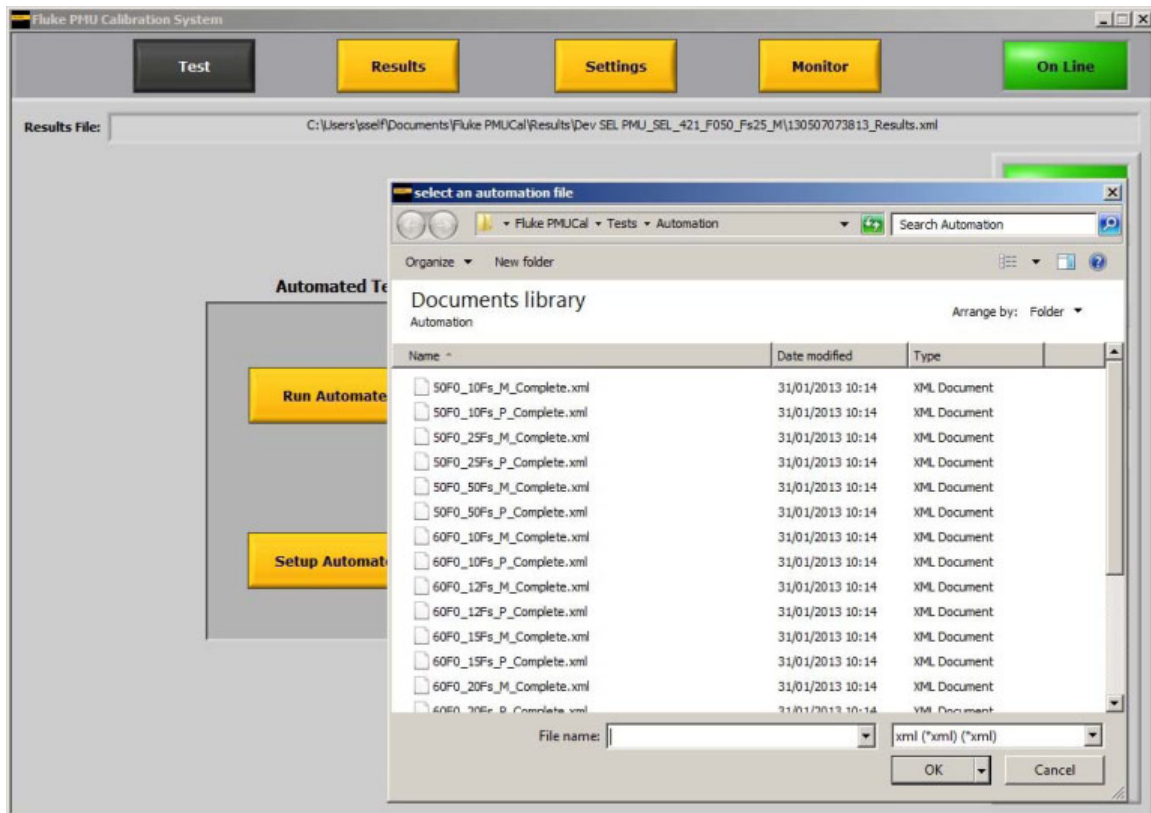 Fluke PMU Calibration System
Test Results Settings Monitor On Line
Results File: C:\Users\sself\Documents\Fluke PMUCal\Results\Dev SEL PMU_SEL_421_F050_Fs25_M\130507073813_Results.xml
select an automation file
Fluke PMUCal Tests Automation Search Automation
Organize New folder
Automated Te
Documents library
Automation
Arrange by: Folder
Name Date modified Type
50F0_10Fs_M_Complete.xml 31/01/2013 10:14 XML Document
50F0_10Fs_P_Complete.xml 31/01/2013 10:14 XML Document
Run Automate
50F0_25Fs_M_Complete.xml 31/01/2013 10:14 XML Document
50F0_25Fs_P_Complete.xml 31/01/2013 10:14 XML Document
50F0_50Fs_M_Complete.xml 31/01/2013 10:14 XML Document
50F0_50Fs_P_Complete.xml 31/01/2013 10:14 XML Document
60F0_10Fs_M_Complete.xml 31/01/2013 10:14 XML Document
60F0_10Fs_P_Complete.xml 31/01/2013 10:14 XML Document
Setup Automat
60F0_12Fs_M_Complete.xml 31/01/2013 10:14 XML Document
60F0_12Fs_P_Complete.xml 31/01/2013 10:14 XML Document
60F0_15Fs_M_Complete.xml 31/01/2013 10:14 XML Document
60F0_15Fs_P_Complete.xml 31/01/2013 10:14 XML Document
60F0_20Fs_M_Complete.xml 31/01/2013 10:14 XML Document
60F0_20Fs_P_Complete.xml 31/01/2013 10:14 XML Document
File name: xml (*xml) (*xml)
OK Cancel